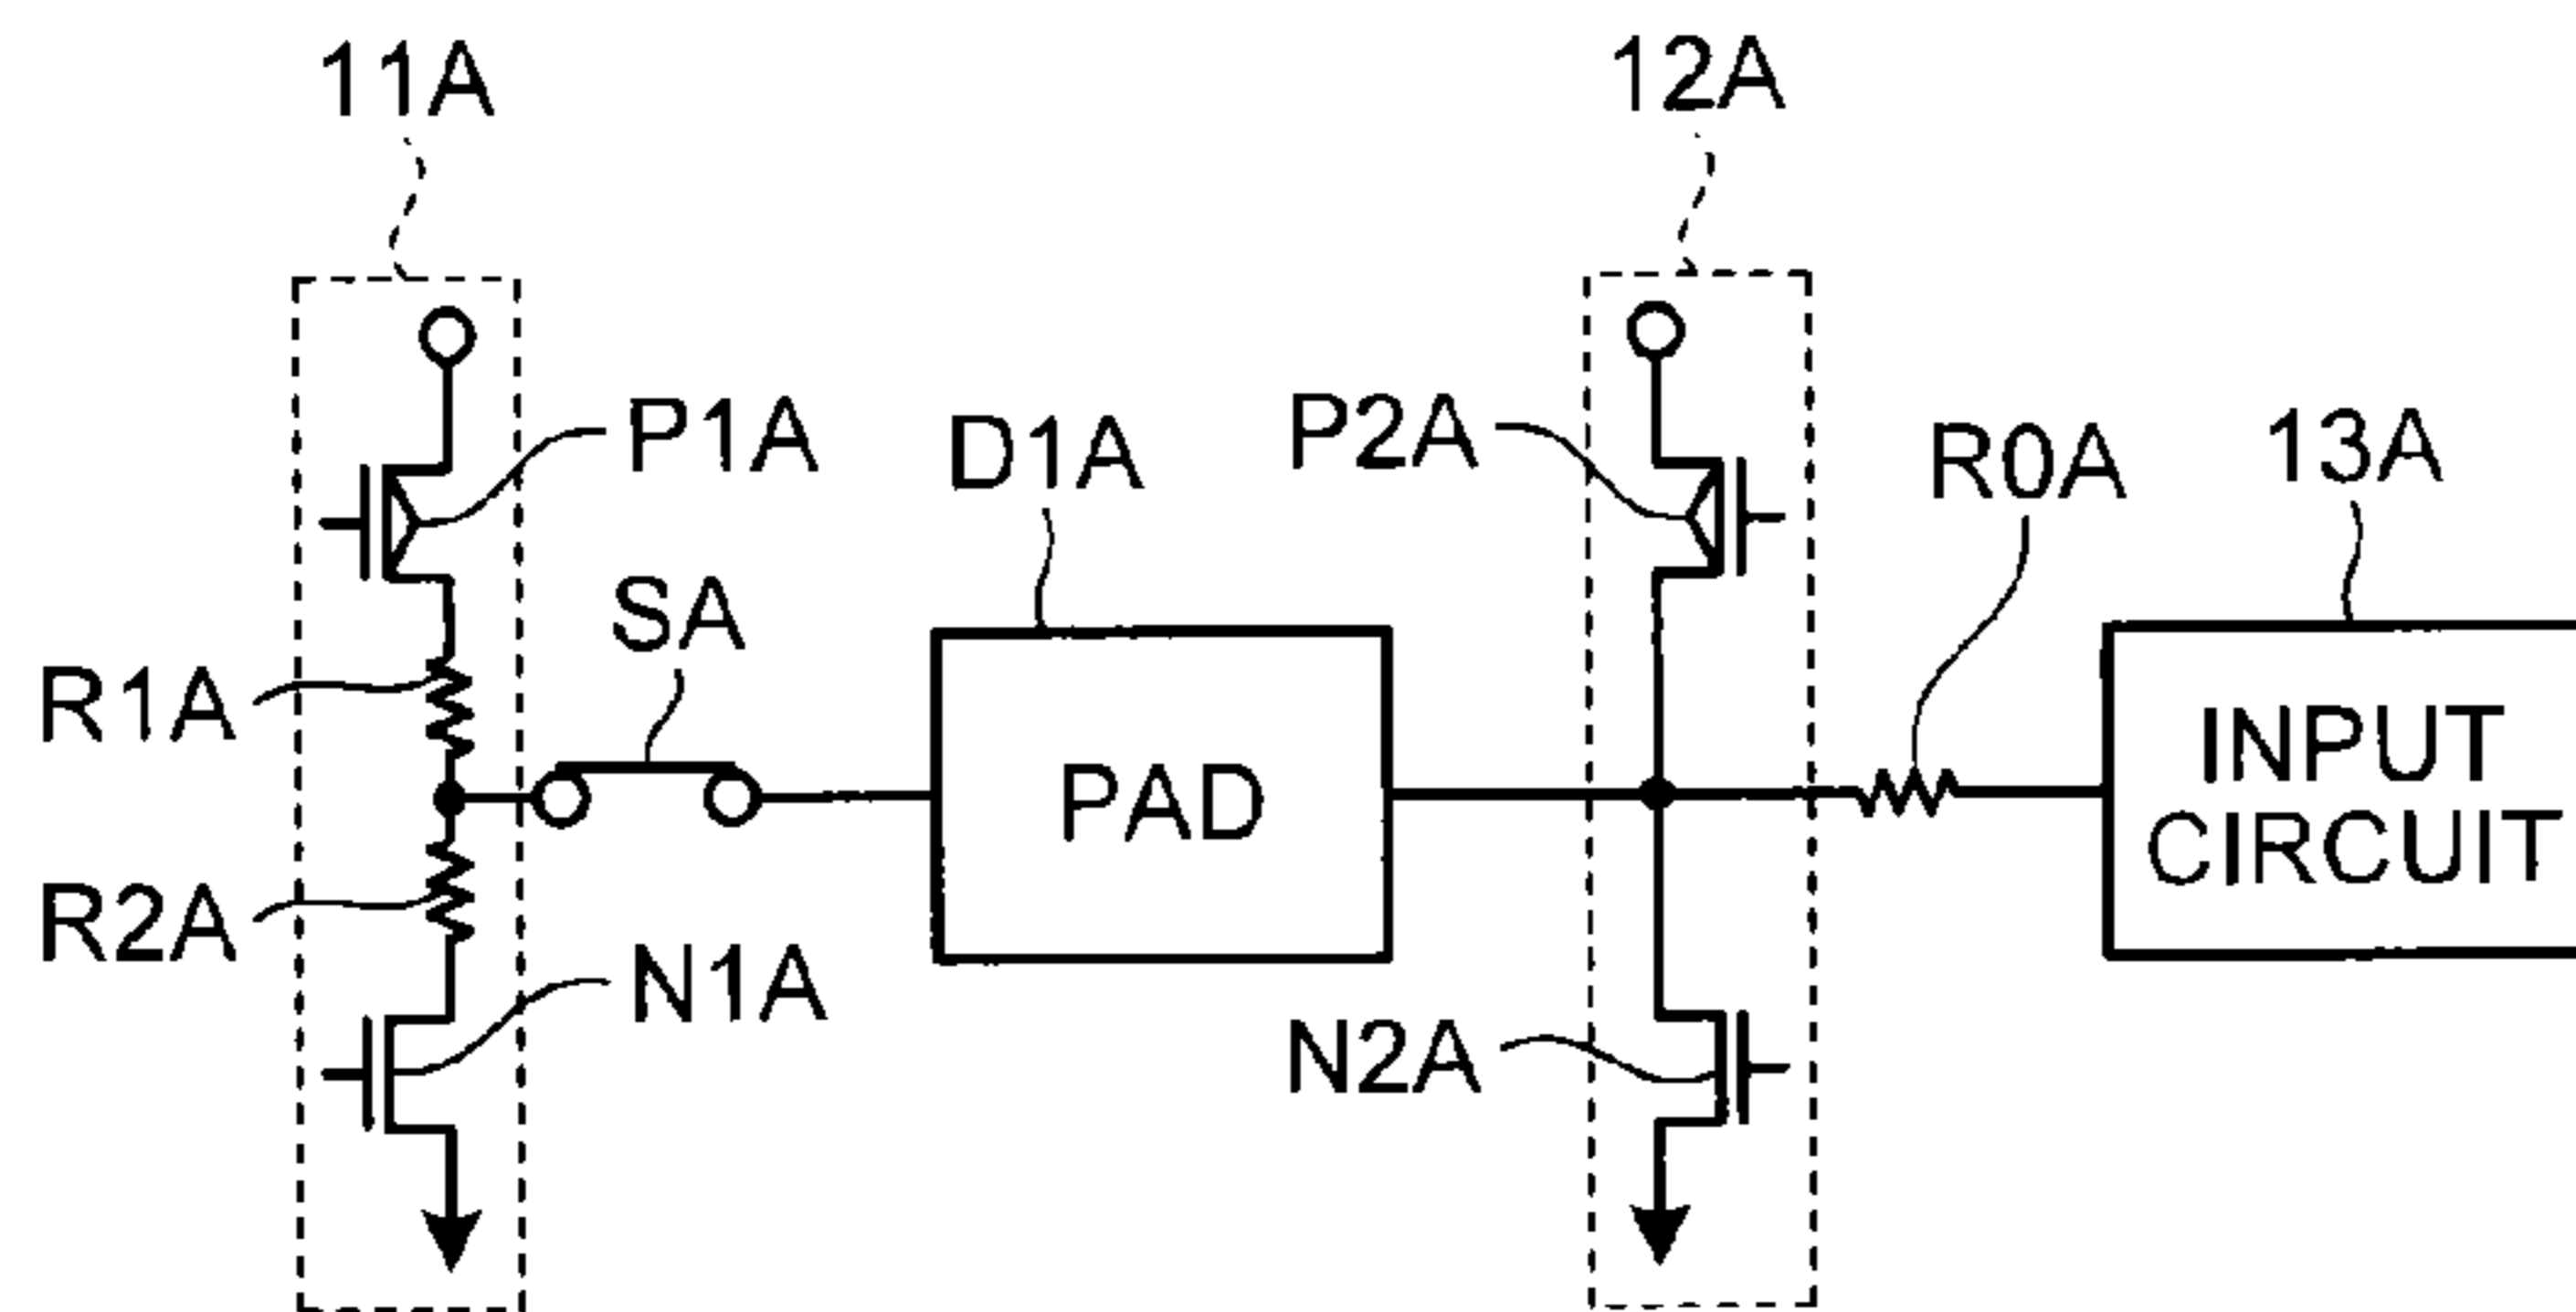 11A
12A
P1A
D1A
P2A
R0A
13A
SA
R1A
PAD
INPUT
CIRCUIT
R2A
N1A
N2A